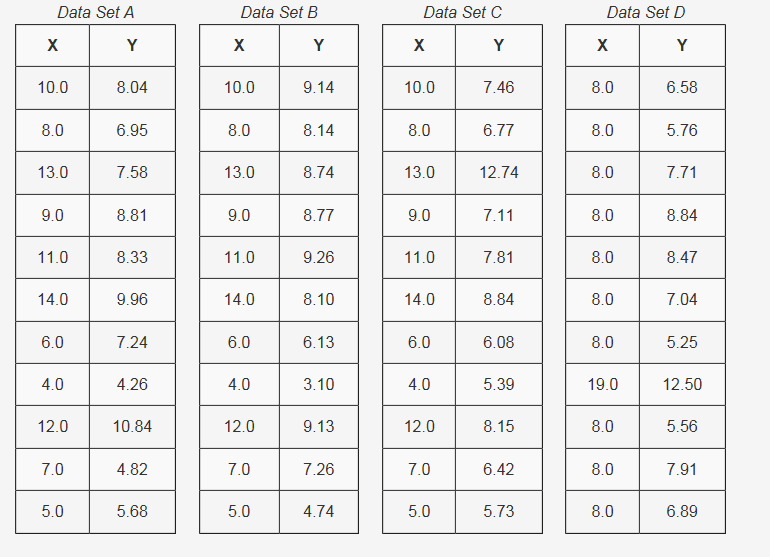 Data Set A Data Set B Data Set C Data Set D
X Y X Y X Y X Y
10.0 8.04 10.0 9.14 10.0 7.46 8.0 6.58
8.0 6.95 8.0 8.14 8.0 6.77 8.0 5.76
13.0 7.58 13.0 8.74 13.0 12.74 8.0 7.71
9.0 8.81 9.0 8.77 9.0 7.11 8.0 8.84
11.0 8.33 11.0 9.26 11.0 7.81 8.0 8.47
14.0 9.96 14.0 8.10 14.0 8.84 8.0 7.04
6.0 7.24 6.0 6.13 6.0 6.08 8.0 5.25
4.0 4.26 4.0 3.10 4.0 5.39 19.0 12.50
12.0 10.84 12.0 9.13 12.0 8.15 8.0 5.56
7.0 4.82 7.0 7.26 7.0 6.42 8.0 7.91
5.0 5.68 5.0 4.74 5.0 5.73 8.0 6.89